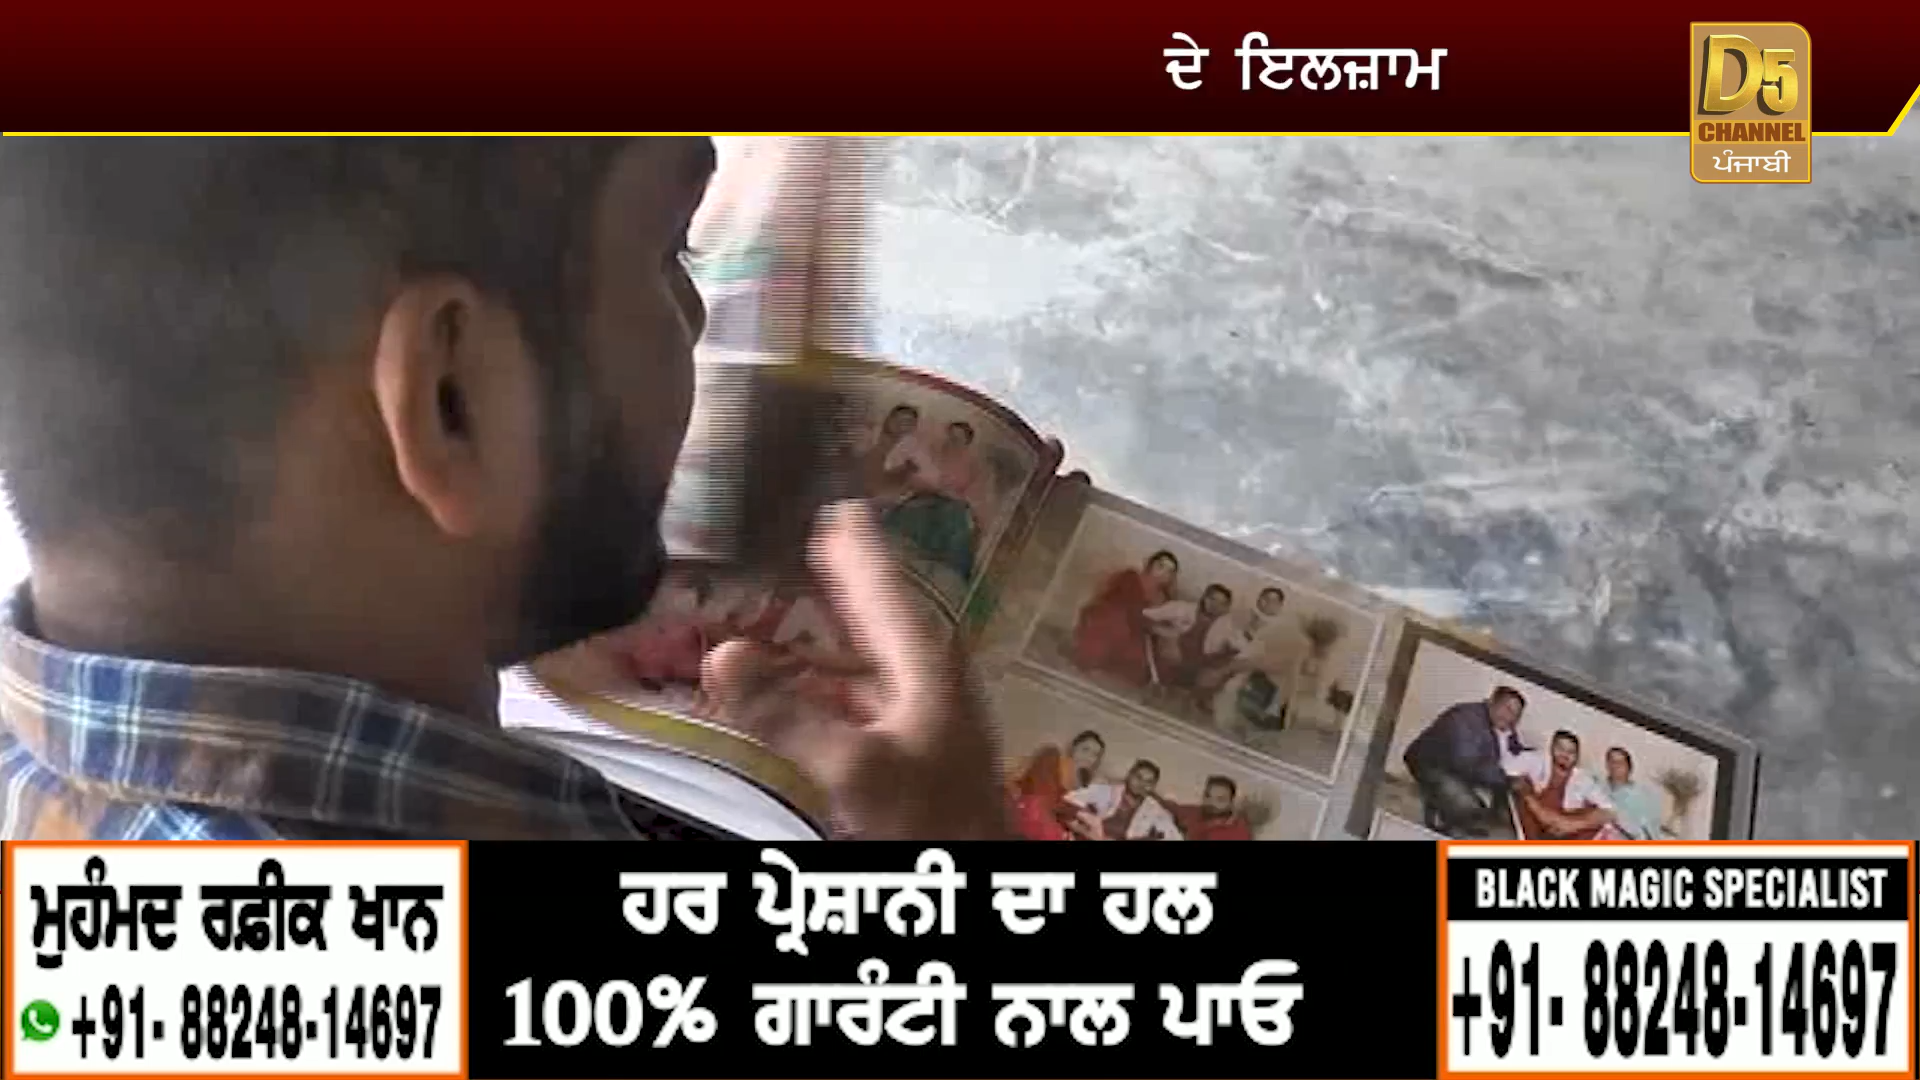 ਦੇ ਇਲਜ਼ਾਮ
D5
CHANNEL
ਪੰਜਾਬੀ
ਮੁਹੰਮਦ ਰਫ਼ੀਕ ਖਾਨ
+91- 88248-14697
ਹਰ ਪ੍ਰੇਸ਼ਾਨੀ ਦਾ ਹਲ
100% ਗਾਰੰਟੀ ਨਾਲ ਪਾਓ
BLACK MAGIC SPECIALIST
+91- 88248-14697